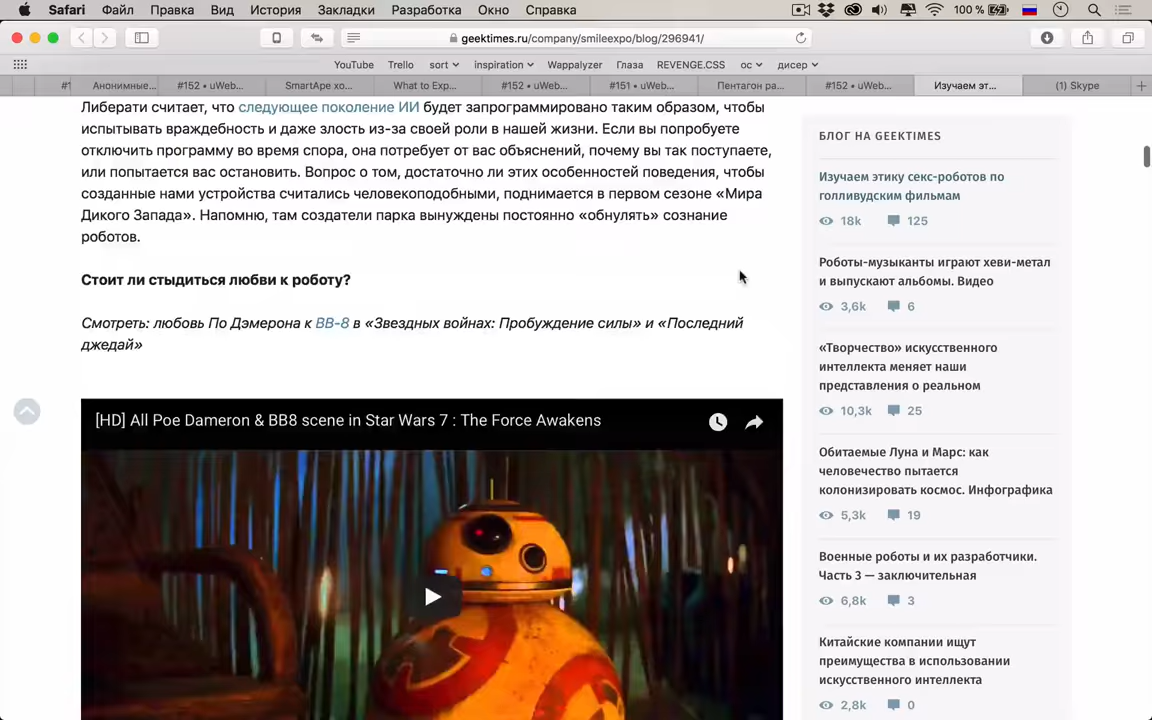 Safari Файл Правка Вид История Закладки Разработка Окно Справка 100 %
geektimes.ru/company/smileexpo/blog/296941/
YouTube Trello sort inspiration Wappalyzer Глаза REVENGE.CSS ос дисер
#1 Анонимные... #152 • uWeb... SmartApe хо... What to Exp... #152 • uWeb... #151 • uWeb... Пентагон ра... #152 • uWeb... Изучаем эт... (1) Skype
Либерати считает, что следующее поколение ИИ будет запрограммировано таким образом, чтобы
испытывать враждебность и даже злость из-за своей роли в нашей жизни. Если вы попробуете
отключить программу во время спора, она потребует от вас объяснений, почему вы так поступаете,
или попытается вас остановить. Вопрос о том, достаточно ли этих особенностей поведения, чтобы
созданные нами устройства считались человекоподобными, поднимается в первом сезоне «Мира
Дикого Запада». Напомню, там создатели парка вынуждены постоянно «обнулять» сознание
роботов.
Стоит ли стыдиться любви к роботу?
Смотреть: любовь По Дэмерона к BB-8 в «Звездных войнах: Пробуждение силы» и «Последний
джедай»
[HD] All Poe Dameron & BB8 scene in Star Wars 7 : The Force Awakens
БЛОГ НА GEEKTIMES
Изучаем этику секс-роботов по
голливудским фильмам
18k 125
Роботы-музыканты играют хеви-метал
и выпускают альбомы. Видео
3,6k 6
«Творчество» искусственного
интеллекта меняет наши
представления о реальном
10,3k 25
Обитаемые Луна и Марс: как
человечество пытается
колонизировать космос. Инфографика
5,3k 19
Военные роботы и их разработчики.
Часть 3 — заключительная
6,8k 3
Китайские компании ищут
преимущества в использовании
искусственного интеллекта
2,8k 0